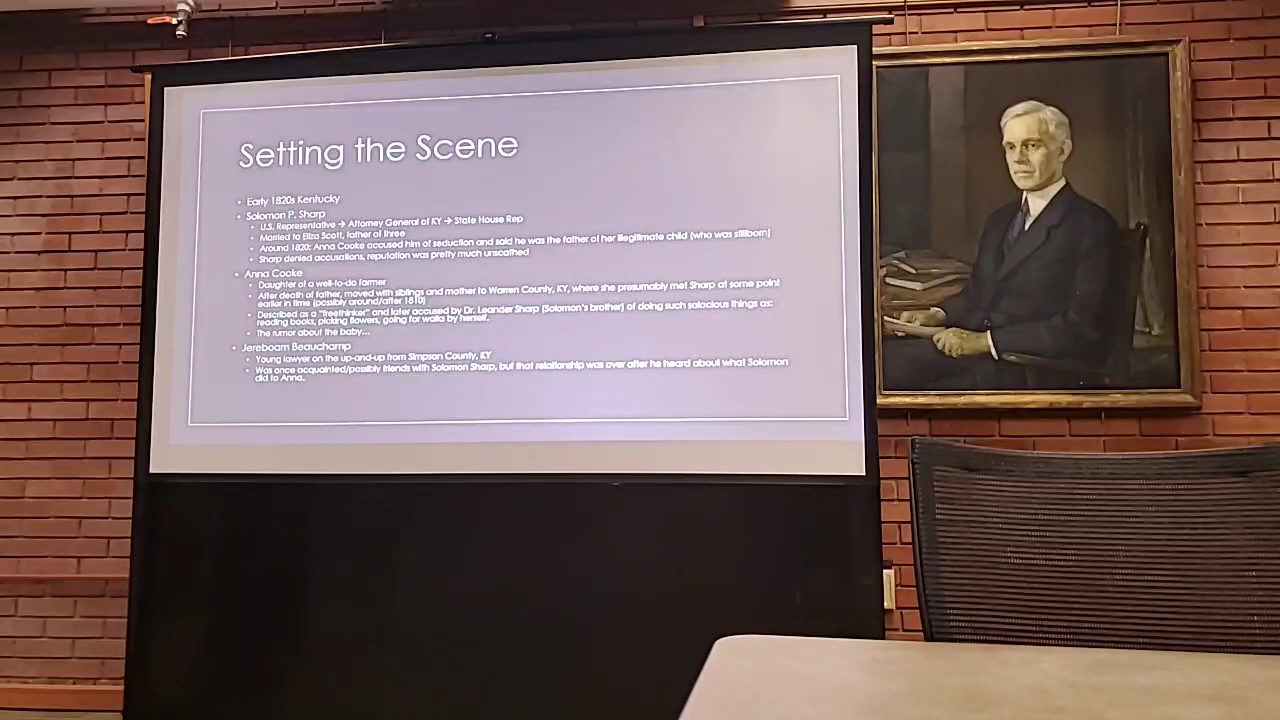 Setting the Scene
• Early 1820s Kentucky
• Solomon P. Sharp
• U.S. Representative → Attorney General of KY → State House Rep
• Married to Eliza Scott, father of three
• Around 1820: Anna Cooke accused him of seduction and said he was the father of her illegitimate child (who was stillborn)
• Sharp denied accusations, reputation was pretty much unscathed
• Anna Cooke
• Daughter of a well-to-do farmer
• After death of father, moved with siblings and mother to Warren County, KY, where she presumably met Sharp at some point
earlier in time (possibly around/after 1810)
• Described as a "freethinker" and later accused by Dr. Leander Sharp (Solomon's brother) of doing such salacious things as:
reading books, picking flowers, going for walks by herself.
• The rumor about the baby...
• Jereboam Beauchamp
• Young lawyer on the up-and-up from Simpson County, KY
• Was once acquainted/possibly friends with Solomon Sharp, but that relationship was over after he heard about what Solomon
did to Anna.